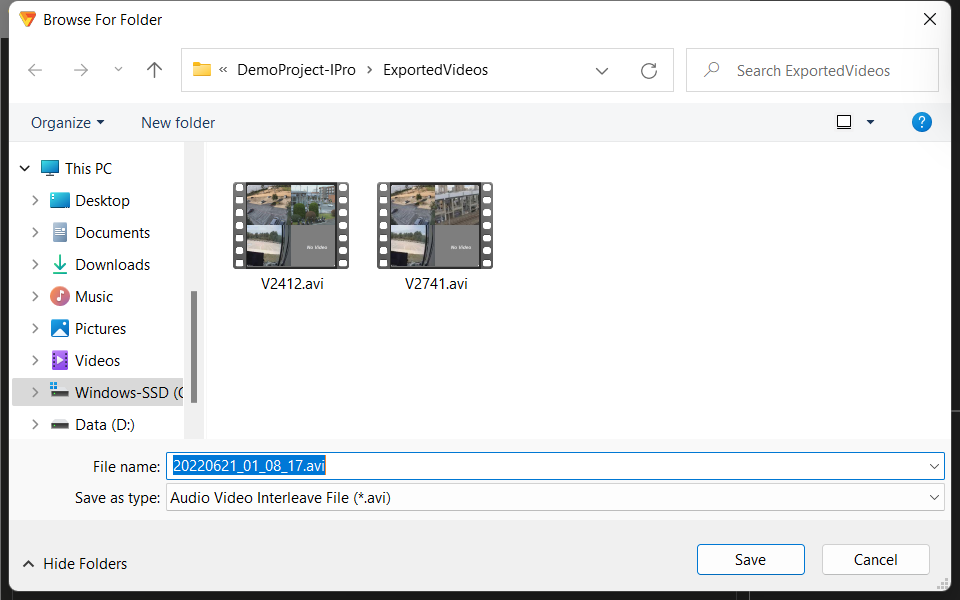 Browse For Folder
« DemoProject-IPro > ExportedVideos
Search ExportedVideos
Organize
New folder
?
This PC
Desktop
Documents
Downloads
Music
Pictures
Videos
Windows-SSD (C
Data (D:)
No Video
No Video
V2412.avi
V2741.avi
File name: 20220621_01_08_17.avi
Save as type: Audio Video Interleave File (*.avi)
Hide Folders
Save
Cancel